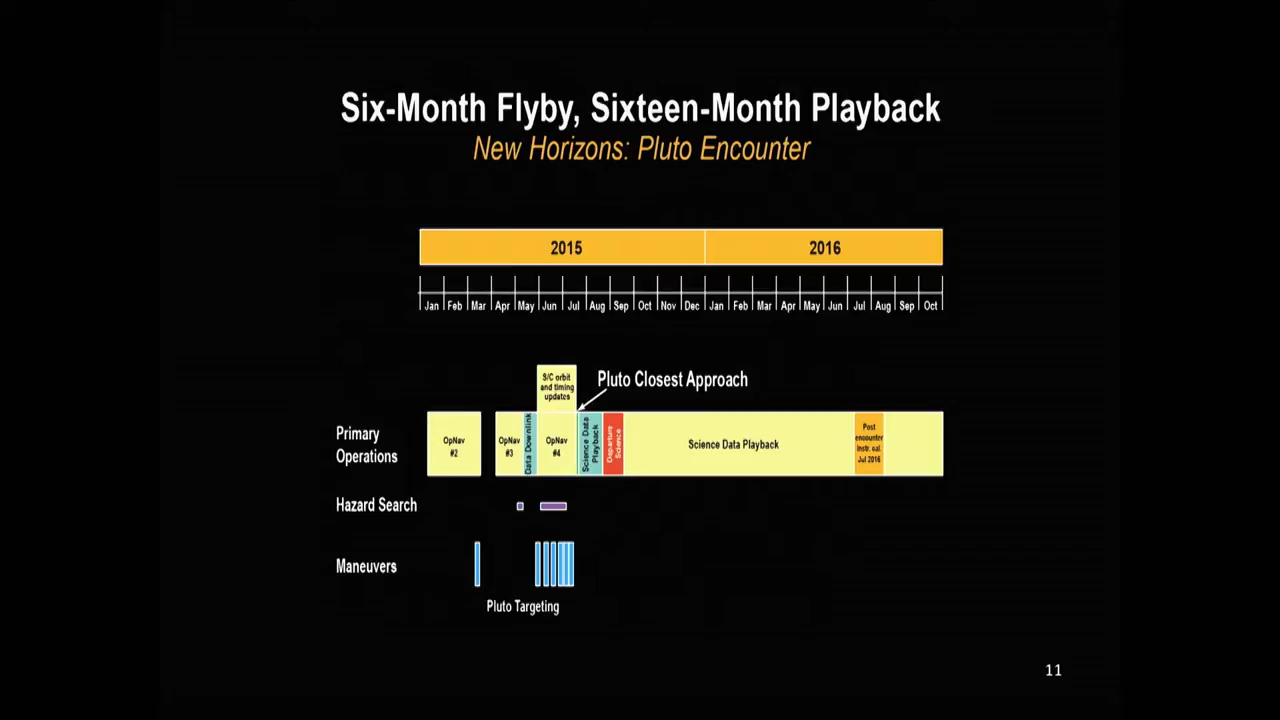 Six-Month Flyby, Sixteen-Month Playback
New Horizons: Pluto Encounter
2015
2016
Jan Feb Mar Apr May Jun Jul Aug Sep Oct Nov Dec Jan Feb Mar Apr May Jun Jul Aug Sep Oct
S/C orbit
and timing
updates
Pluto Closest Approach
Primary
Operations
OpNav
#2
OpNav
#3
Data Downlink
OpNav
#4
Science Data
Playback
Departure
Science
Science Data Playback
Post
encounter
instr. cal.
Jul 2016
Hazard Search
Maneuvers
Pluto Targeting
11